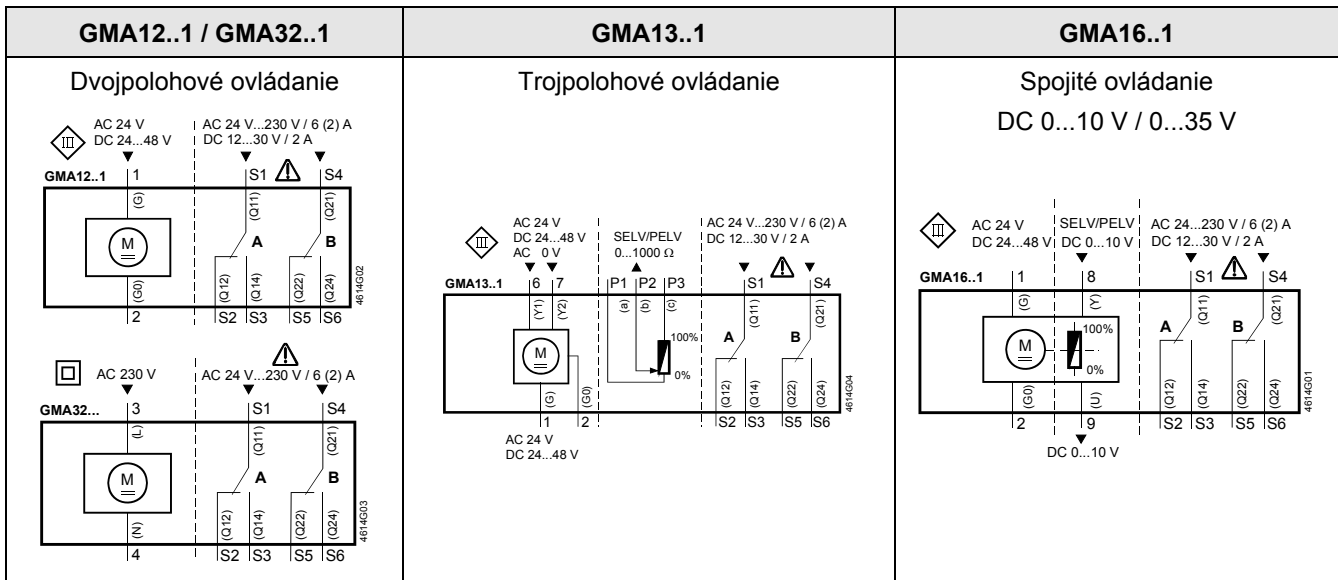 GMA12..1 / GMA32..1
GMA13..1
GMA16..1
Dvojpolohové ovládanie
AC 24 V
DC 24...48 V
AC 24 V...230 V / 6 (2) A
DC 12...30 V / 2 A
III
GMA12..1
1
S1
S4
(G)
(Q11)
(Q21)
M
A
B
(G0)
(Q12)
(Q14)
(Q22)
(Q24)
2
S2
S3
S5
S6
4614G02
AC 230 V
AC 24 V...230 V / 6 (2) A
GMA32...
3
S1
S4
(L)
(Q11)
(Q21)
M
A
B
(N)
(Q12)
(Q14)
(Q22)
(Q24)
4
S2
S3
S5
S6
4614G03
Trojpolohové ovládanie
III
AC 24 V
DC 24...48 V
AC 0 V
SELV/PELV
0...1000 Ω
AC 24 V...230 V / 6 (2) A
DC 12...30 V / 2 A
GMA13..1
6
7
P1
P2
P3
S1
S4
(Y1)
(Y2)
(a)
(b)
(c)
(Q11)
(Q21)
M
100%
0%
A
B
(G)
(G0)
(Q12)
(Q14)
(Q22)
(Q24)
1
2
S2
S3
S5
S6
AC 24 V
DC 24...48 V
4614G04
Spojité ovládanie
DC 0...10 V / 0...35 V
III
AC 24 V
DC 24...48 V
SELV/PELV
DC 0...10 V
AC 24...230 V / 6 (2) A
DC 12...30 V / 2 A
GMA16..1
1
8
S1
S4
(G)
(Y)
(Q11)
(Q21)
M
100%
0%
A
B
(G0)
(U)
(Q12)
(Q14)
(Q22)
(Q24)
2
9
S2
S3
S5
S6
DC 0...10 V
4614G01